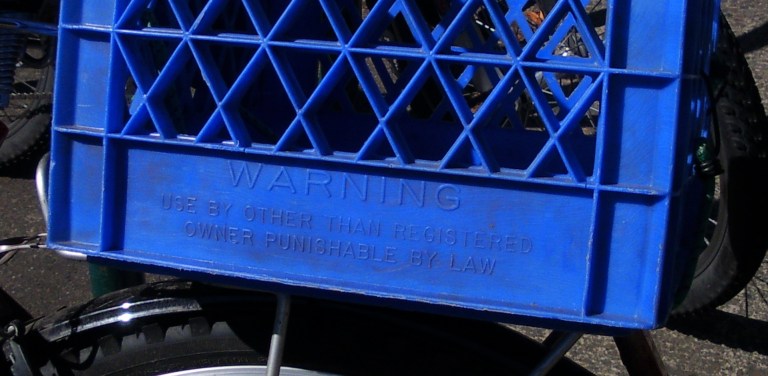 WARNING
USE BY OTHER THAN REGISTERED
OWNER PUNISHABLE BY LAW